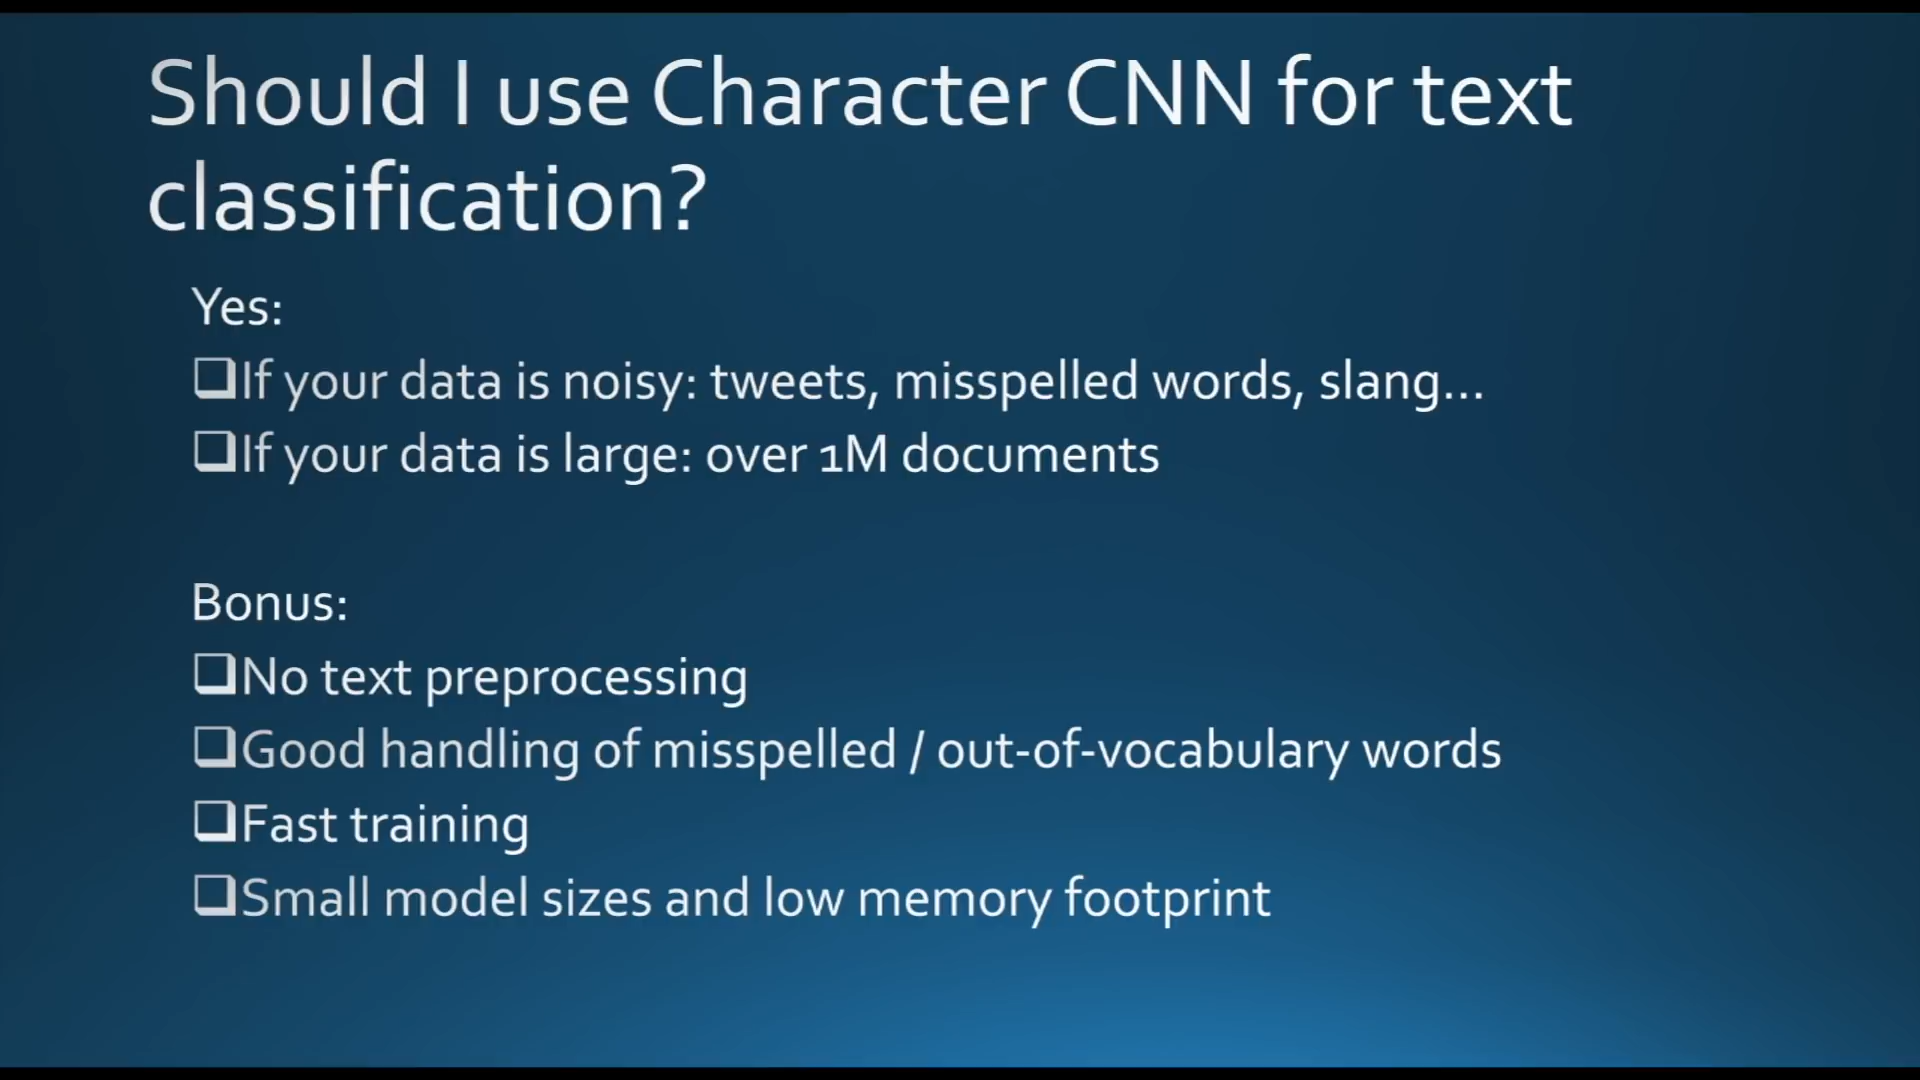 Should I use Character CNN for text
classification?
Yes:
❑If your data is noisy: tweets, misspelled words, slang...
❑If your data is large: over 1M documents
Bonus:
❑No text preprocessing
❑Good handling of misspelled / out-of-vocabulary words
❑Fast training
❑Small model sizes and low memory footprint